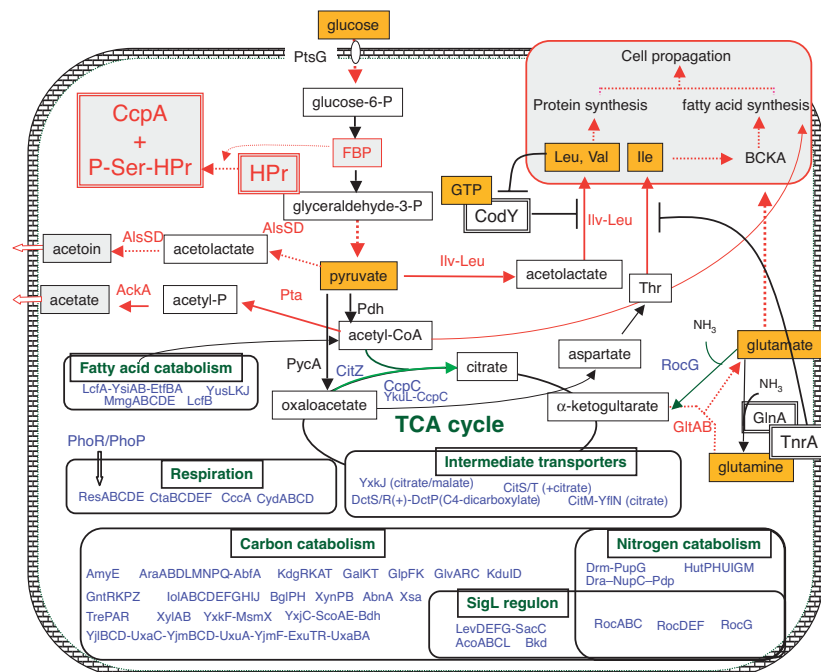 glucose
PtsG
Cell propagation
glucose-6-P
CcpA
+
P-Ser-HPr
Protein synthesis
fatty acid synthesis
FBP
HPr
Leu, Val
Ile
BCKA
GTP
CodY
glyceraldehyde-3-P
Ilv-Leu
AlsSD
AlsSD
acetoin
acetolactate
pyruvate
Ilv-Leu
acetolactate
Thr
AckA
Pta
acetate
acetyl-P
Pdh
acetyl-CoA
NH3
glutamate
Fatty acid catabolism
PycA
CitZ
citrate
aspartate
RocG
LcfA-YsiAB-EtfBA
YusLKJ
MmgABCDE
LcfB
CcpC
YkuL-CcpC
NH3
oxaloacetate
α-ketogultarate
TCA cycle
GltAB
GlnA
TnrA
PhoR/PhoP
Respiration
Intermediate transporters
glutamine
ResABCDE CtaBCDEF CccA CydABCD
YxkJ (citrate/malate)
CitS/T (+citrate)
DctS/R(+)-DctP(C4-dicarboxylate)
CitM-YflN (citrate)
Carbon catabolism
Nitrogen catabolism
AmyE AraABDLMNPQ-AbfA KdgRKAT GalKT GlpFK GlvARC KduID
Drm-PupG HutPHUIGM
Dra–NupC–Pdp
GntRKPZ IolABCDEFGHIJ BglPH XynPB AbnA Xsa
TrePAR XylAB YxkF-MsmX YxjC-ScoAE-Bdh
SigL regulon
YjlBCD-UxaC-YjmBCD-UxuA-YjmF-ExuTR-UxaBA
LevDEFG-SacC
AcoABCL Bkd
RocABC RocDEF RocG